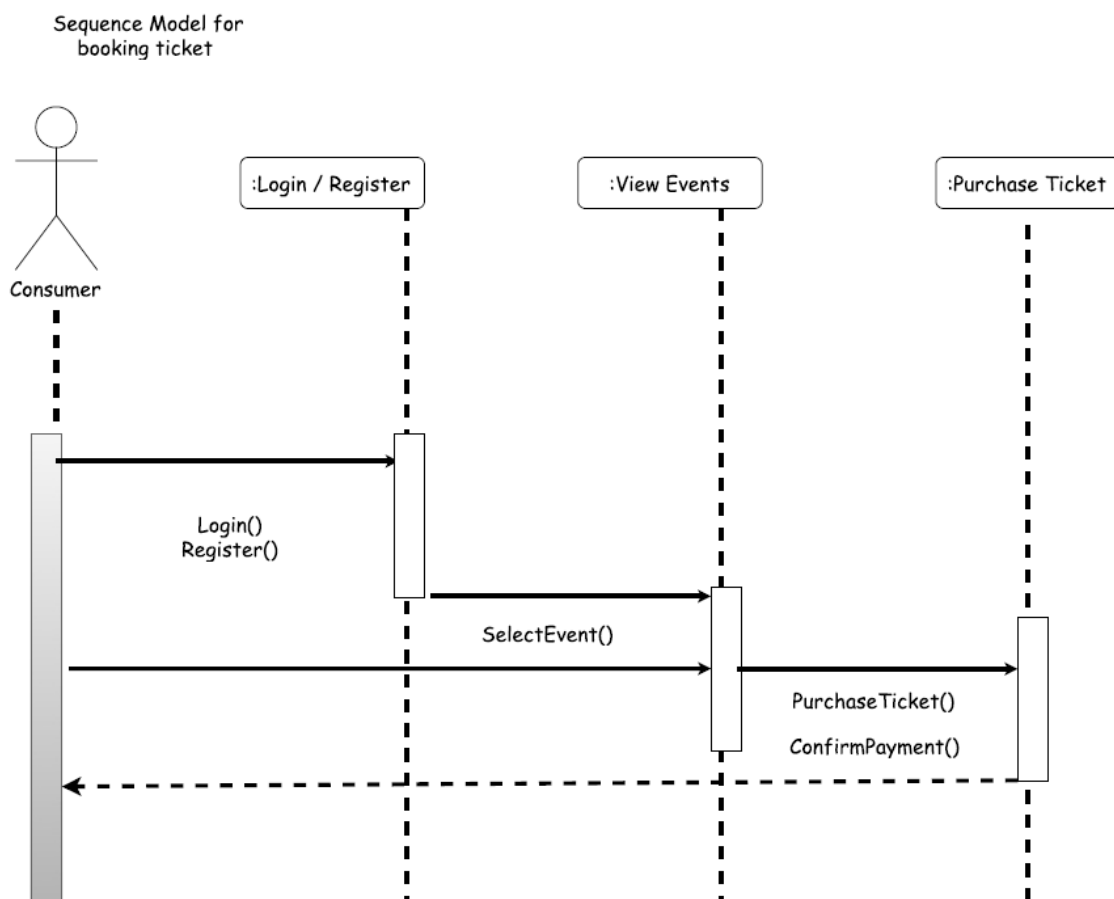 Sequence Model for
booking ticket
:Login / Register
:View Events
:Purchase Ticket
Consumer
Login()
Register()
SelectEvent()
PurchaseTicket()
ConfirmPayment()